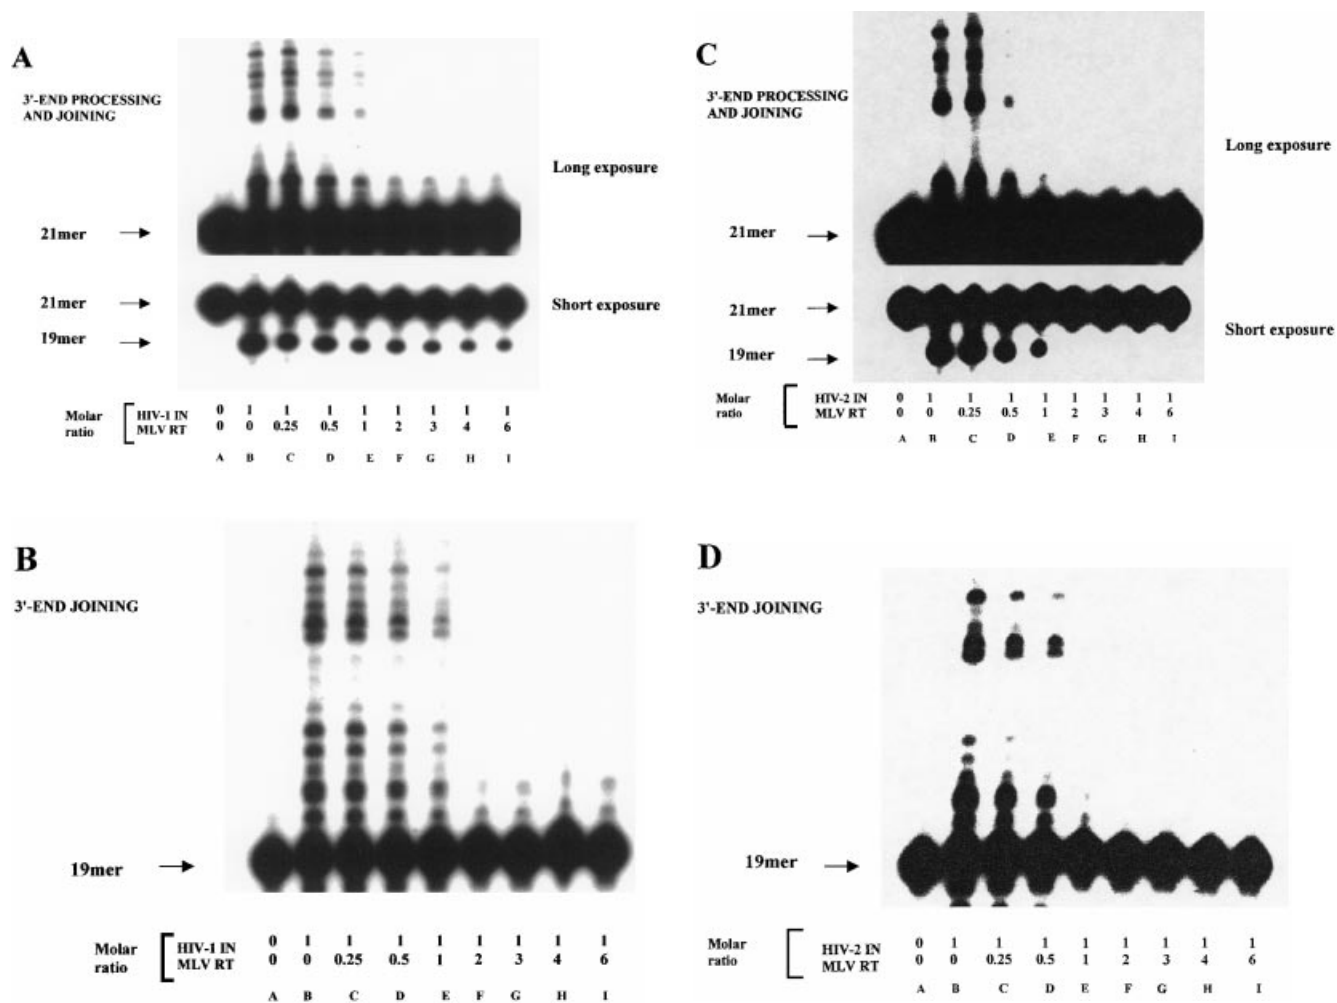 A
3'-END PROCESSING
AND JOINING
Long exposure
21mer
21mer
Short exposure
19mer
Molar
ratio
HIV-1 IN 0 1 1 1 1 1 1 1 1
MLV RT 0 0 0.25 0.5 1 2 3 4 6
A B C D E F G H I
C
3'-END PROCESSING
AND JOINING
Long exposure
21mer
21mer
Short exposure
19mer
Molar
ratio
HIV-2 IN 0 1 1 1 1 1 1 1 1
MLV RT 0 0 0.25 0.5 1 2 3 4 6
A B C D E F G H I
B
3'-END JOINING
19mer
Molar
ratio
HIV-1 IN 0 1 1 1 1 1 1 1 1
MLV RT 0 0 0.25 0.5 1 2 3 4 6
A B C D E F G H I
D
3'-END JOINING
19mer
Molar
ratio
HIV-2 IN 0 1 1 1 1 1 1 1 1
MLV RT 0 0 0.25 0.5 1 2 3 4 6
A B C D E F G H I